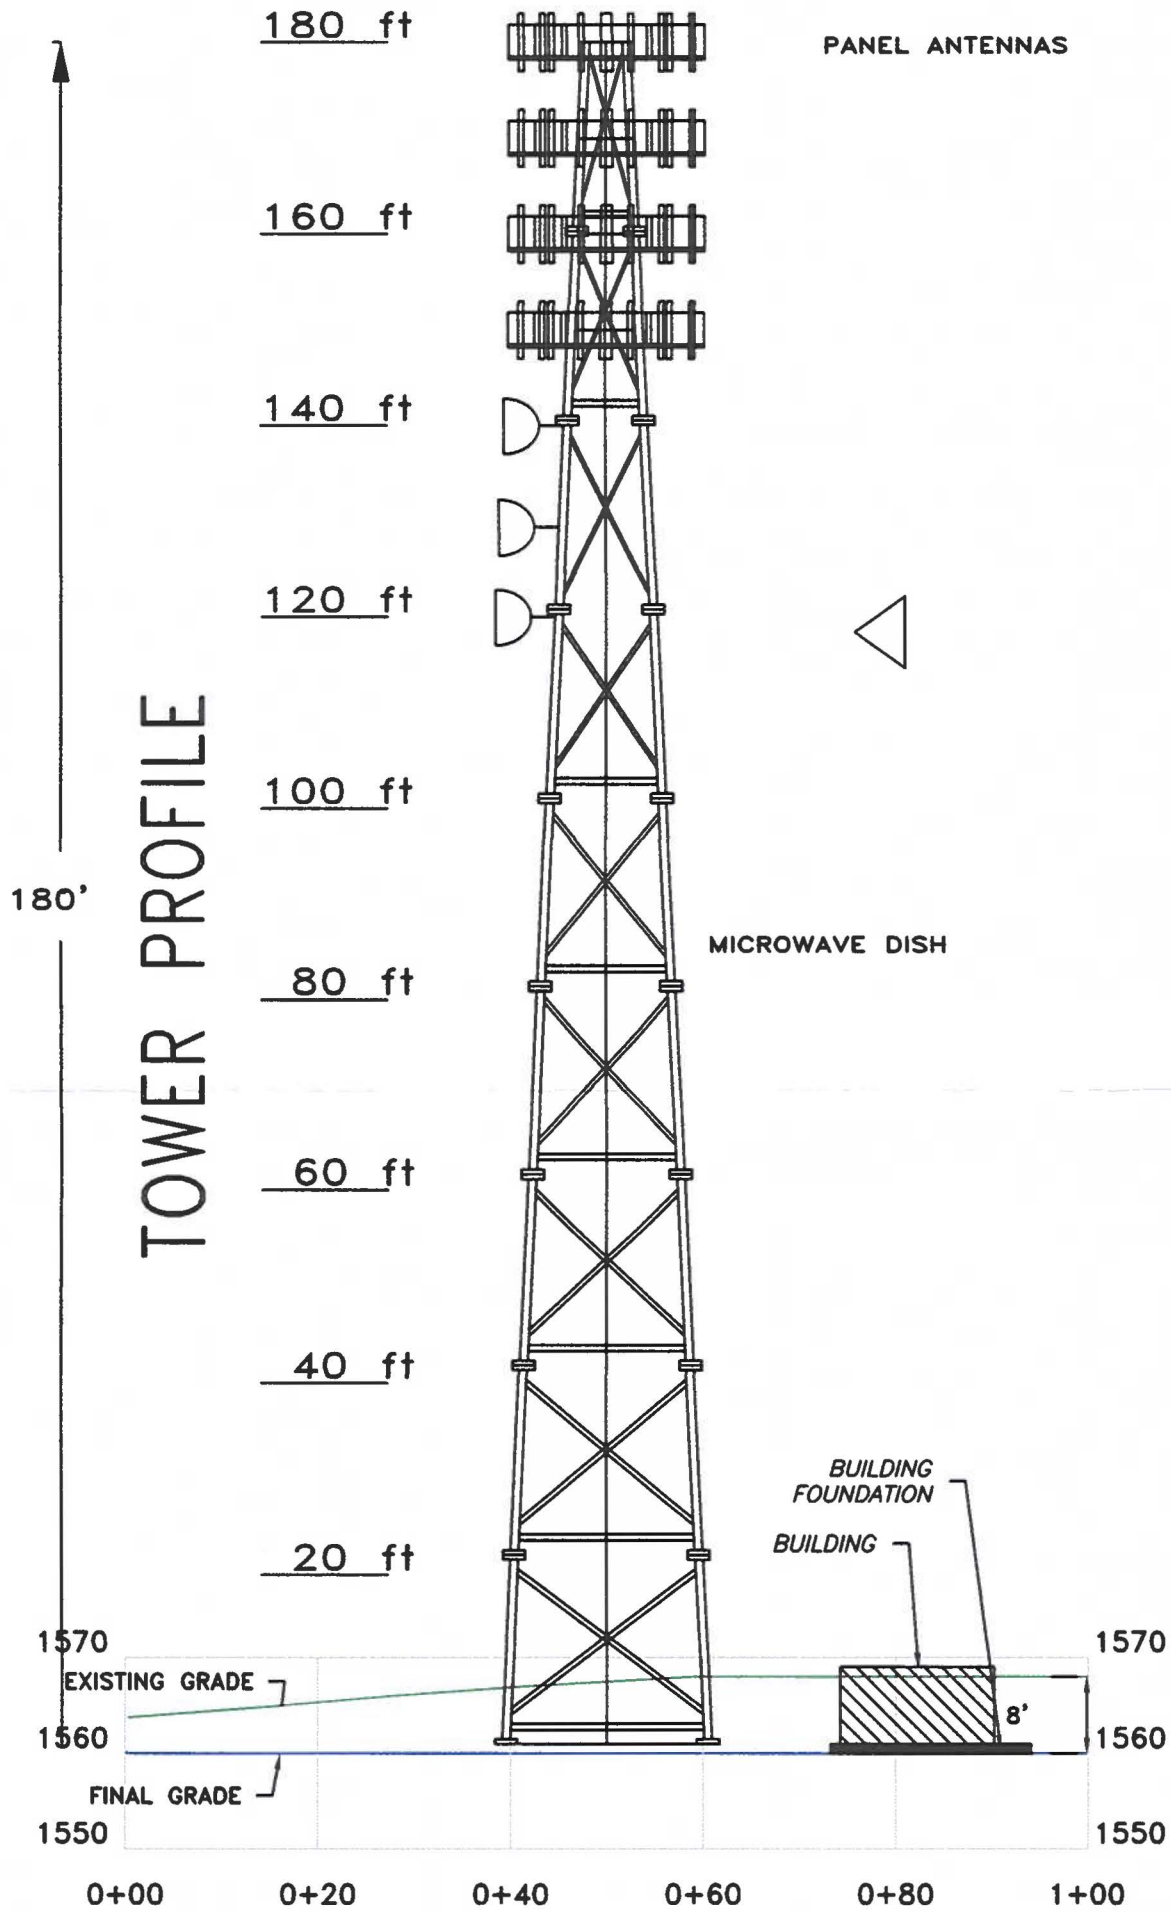 180 ft
PANEL ANTENNAS
160 ft
140 ft
120 ft
TOWER PROFILE
100 ft
180'
MICROWAVE DISH
80 ft
60 ft
40 ft
BUILDING
FOUNDATION
BUILDING
20 ft
1570
1570
EXISTING GRADE
8'
1560
1560
FINAL GRADE
1550
1550
0+00 0+20 0+40 0+60 0+80 1+00